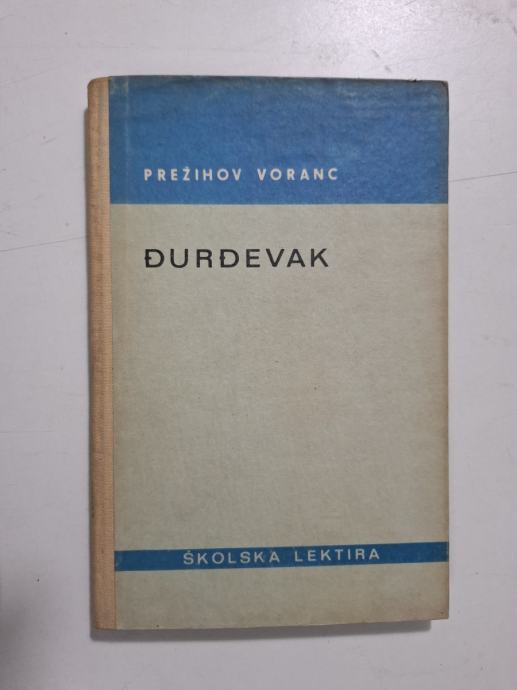 PREŽIHOV VORANC
ĐURĐEVAK
ŠKOLSKA LEKTIRA